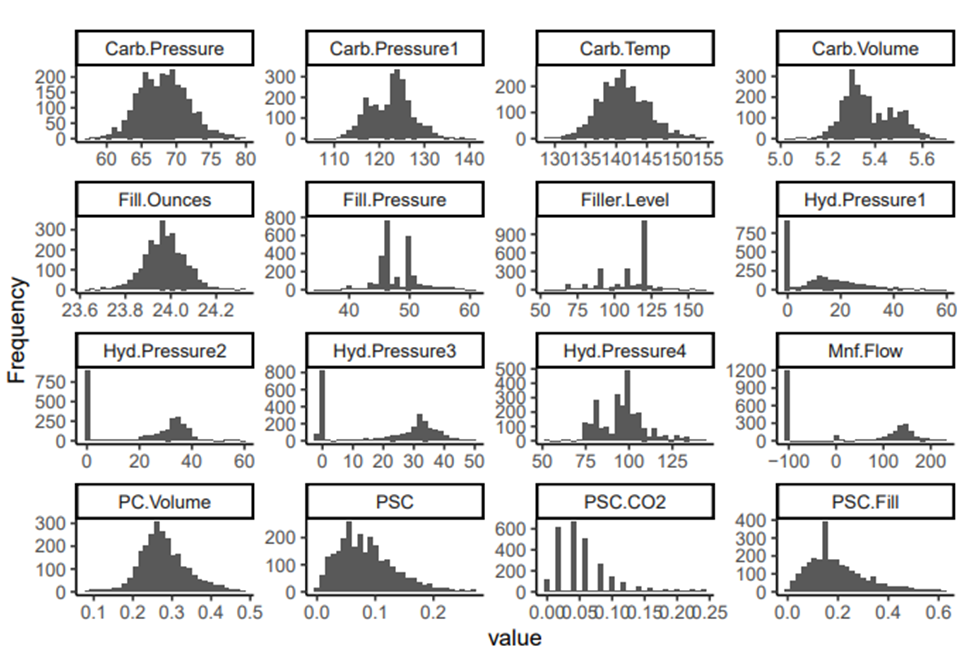 Carb.Pressure Carb.Pressure1 Carb.Temp Carb.Volume
200 150 100 50 0
300 200 100 0
200 100 0
300 200 100 0
60 65 70 75 80
110 120 130 140
130 135 140 145 150 155
5.0 5.2 5.4 5.6
Fill.Ounces Fill.Pressure Filler.Level Hyd.Pressure1
300 200 100 0
800 600 400 200 0
900 600 300 0
750 500 250 0
23.6 23.8 24.0 24.2
40 50 60
50 75 100 125 150
0 20 40 60
Frequency
Hyd.Pressure2 Hyd.Pressure3 Hyd.Pressure4 Mnf.Flow
750 500 250 0
800 600 400 200 0
500 400 300 200 100 0
1200 900 600 300 0
0 20 40 60
0 10 20 30 40 50
50 75 100 125
−100 0 100 200
PC.Volume PSC PSC.CO2 PSC.Fill
300 200 100 0
200 100 0
600 400 200 0
400 300 200 100 0
0.1 0.2 0.3 0.4 0.5
0.0 0.1 0.2
0.00 0.05 0.10 0.15 0.20 0.25
0.0 0.2 0.4 0.6
value